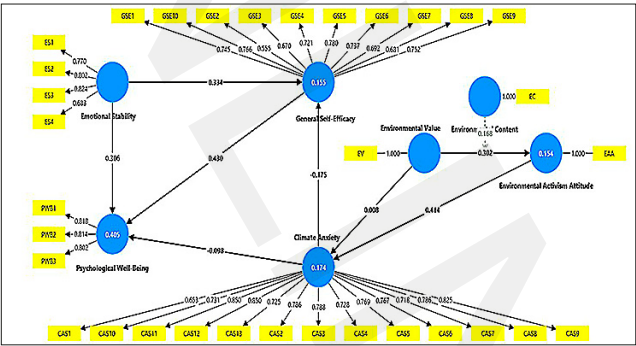 GSE1 GSE10 GSE2 GSE3 GSE4 GSE5 GSE6 GSE7 GSE8 GSE9
0.745 0.766 0.555 0.670 0.721 0.780 0.737 0.692 0.631 0.752
ES1
ES2
ES3
ES4
0.770
0.802
0.824
0.633
Emotional Stability
0.334
0.155
General Self-Efficacy
1.000
EC
Content
Environmental Value
EV
1.000
0.302
0.154
1.000
EAA
Environmental Activism Attitude
0.430
-0.175
0.008
0.414
PWB1
PWB2
PWB3
0.818
0.814
0.802
0.405
Psychological Well-Being
-0.098
Climate Anxiety
0.174
0.653 0.731 0.850 0.850 0.725 0.786 0.788 0.728 0.769 0.767 0.718 0.786 0.825
CAS1 CAS10 CAS11 CAS12 CAS13 CAS2 CAS3 CAS4 CAS5 CAS6 CAS7 CAS8 CAS9